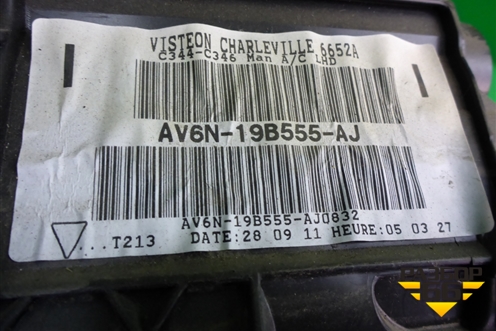 VISTEON CHARLEVILLE 6652A
C344-C346 Man A/C LHD
AV6N-19B555-AJ
AV6N-19B555-AJ0832
...T213 DATE:28 09 11 HEURE:05 03 27